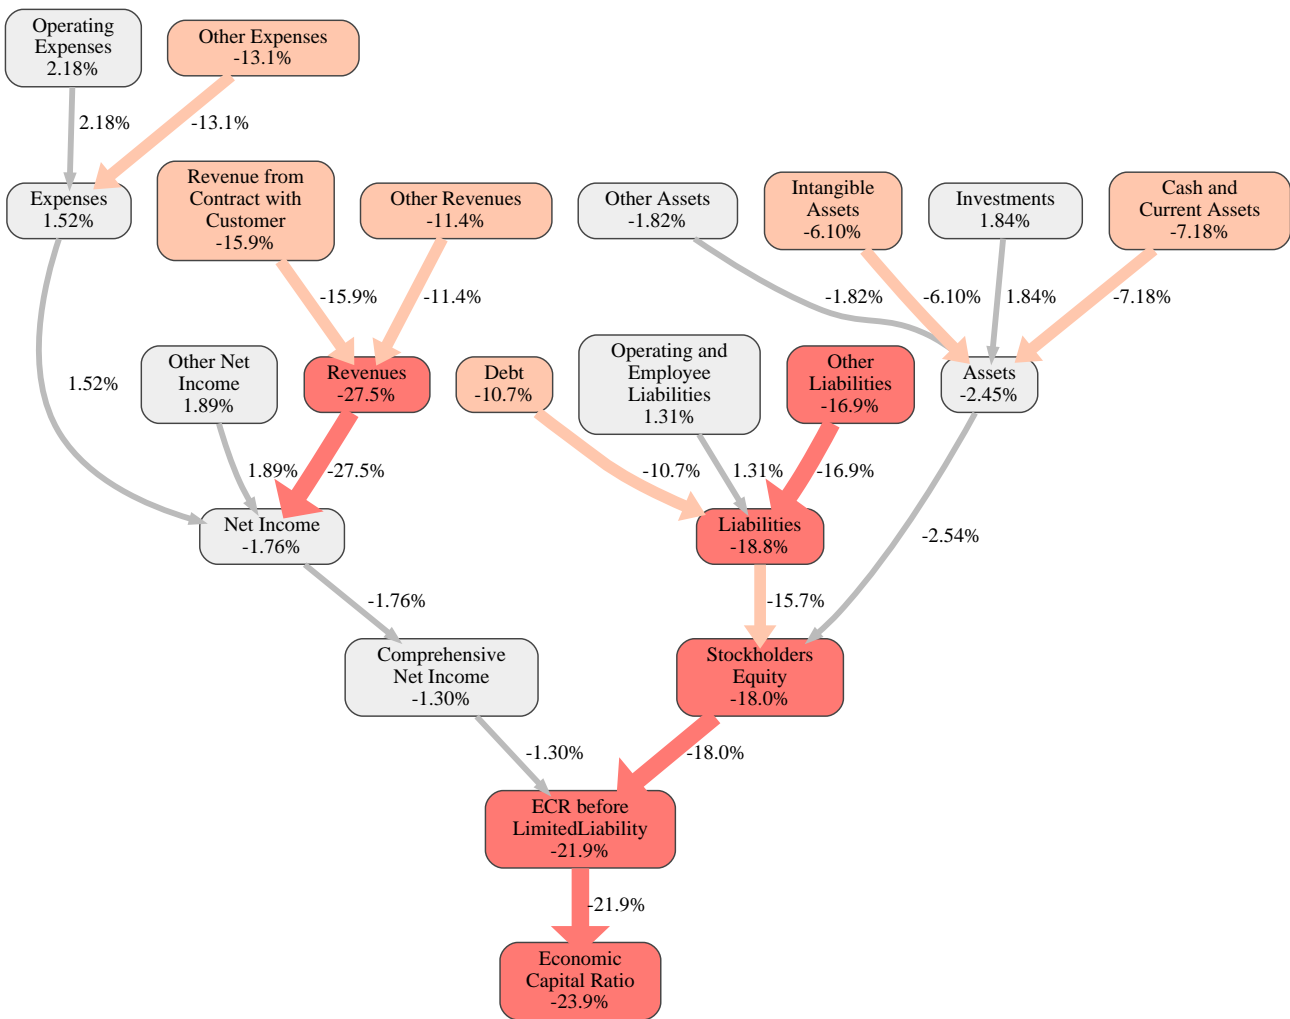 Operating
Expenses
2.18%
Other Expenses
-13.1%
2.18%
-13.1%
Expenses
1.52%
Revenue from
Contract with
Customer
-15.9%
Other Revenues
-11.4%
Other Assets
-1.82%
Intangible
Assets
-6.10%
Investments
1.84%
Cash and
Current Assets
-7.18%
-15.9%
-11.4%
-1.82%
-6.10%
1.84%
-7.18%
1.52%
Other Net
Income
1.89%
Revenues
-27.5%
Debt
-10.7%
Operating and
Employee
Liabilities
1.31%
Other
Liabilities
-16.9%
Assets
-2.45%
1.89%
-27.5%
-10.7%
1.31%
-16.9%
Net Income
-1.76%
Liabilities
-18.8%
-2.54%
-1.76%
-15.7%
Comprehensive
Net Income
-1.30%
Stockholders
Equity
-18.0%
-1.30%
-18.0%
ECR before
LimitedLiability
-21.9%
-21.9%
Economic
Capital Ratio
-23.9%